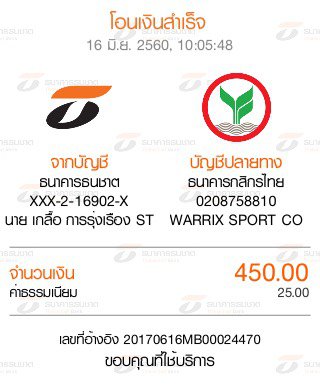 โอนเงินสำเร็จ
16 มิ.ย. 2560, 10:05:48
จากบัญชี
ธนาคารธนชาต
XXX-2-16902-X
นาย เกลื้อ การรุ่งเรือง ST
บัญชีปลายทาง
ธนาคารกสิกรไทย
0208758810
WARRIX SPORT CO
จำนวนเงิน 450.00
ค่าธรรมเนียม 25.00
เลขที่อ้างอิง 20170616MB00024470
ขอบคุณที่ใช้บริการ